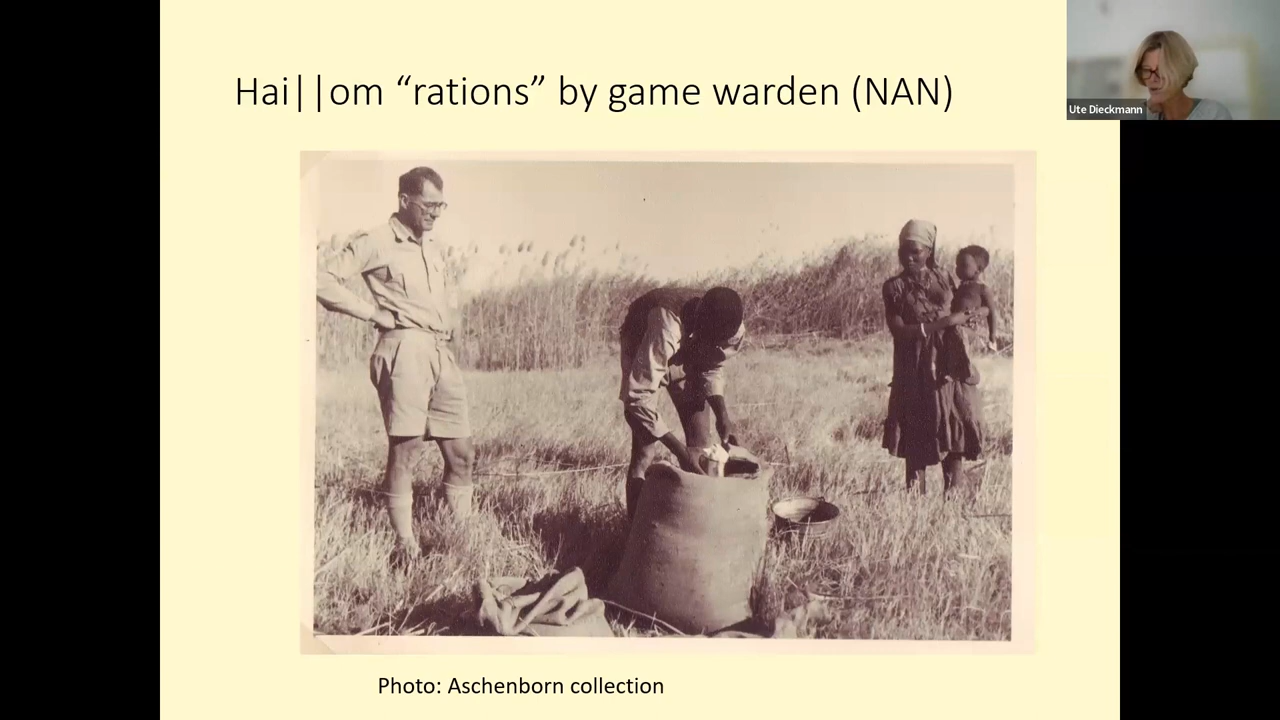 Hai||om “rations” by game warden (NAN)
Ute Dieckmann
Photo: Aschenborn collection